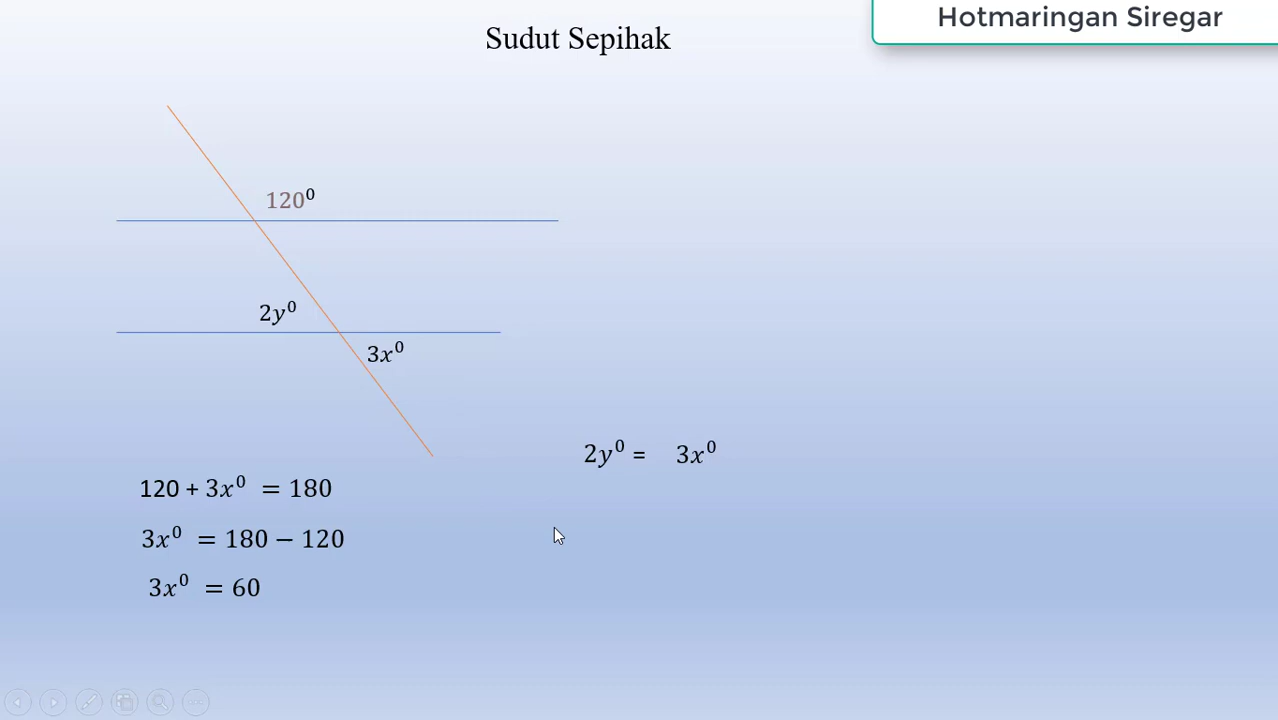 Hotmaringan Siregar
Sudut Sepihak
120⁰
2y⁰
3x⁰
2y⁰ = 3x⁰
120 + 3x⁰ = 180
3x⁰ = 180 − 120
3x⁰ = 60